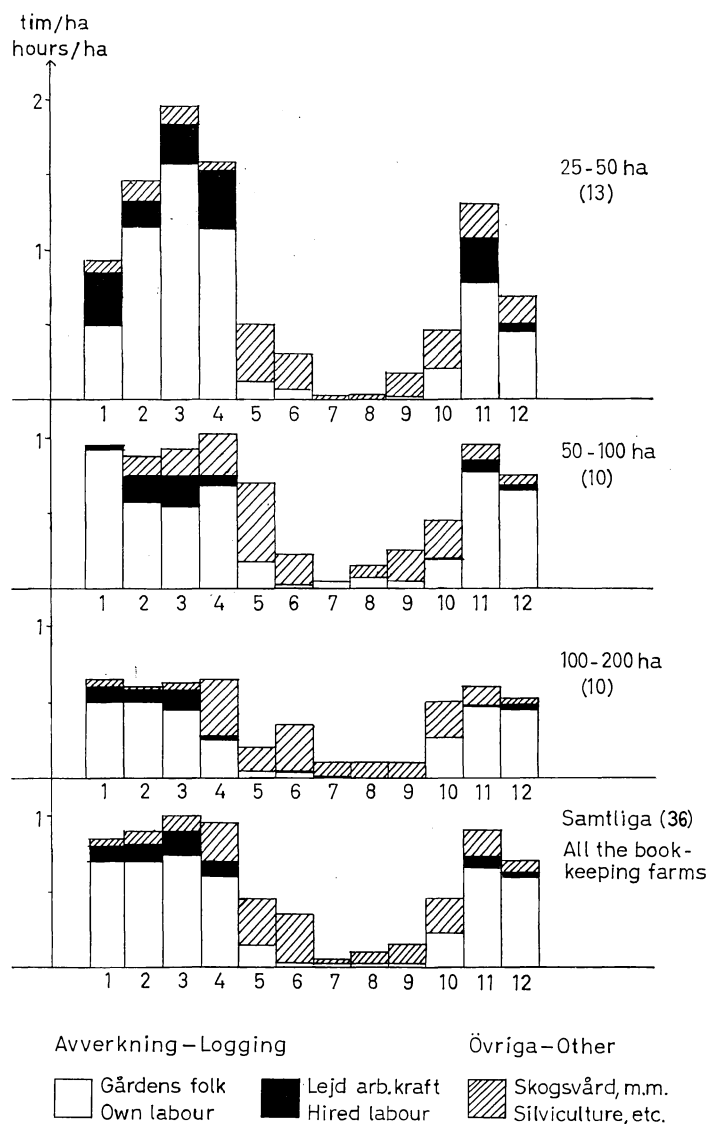 tim/ha
hours/ha
2
25-50 ha
(13)
1
1 2 3 4 5 6 7 8 9 10 11 12
1
50-100 ha
(10)
1 2 3 4 5 6 7 8 9 10 11 12
1
100-200 ha
(10)
1 2 3 4 5 6 7 8 9 10 11 12
1
Samtliga (36)
All the book-
keeping farms
1 2 3 4 5 6 7 8 9 10 11 12
Avverkning-Logging Övriga-Other
Gårdens folk Lejd arb.kraft Skogsvård, m.m.
Own labour Hired labour Silviculture, etc.